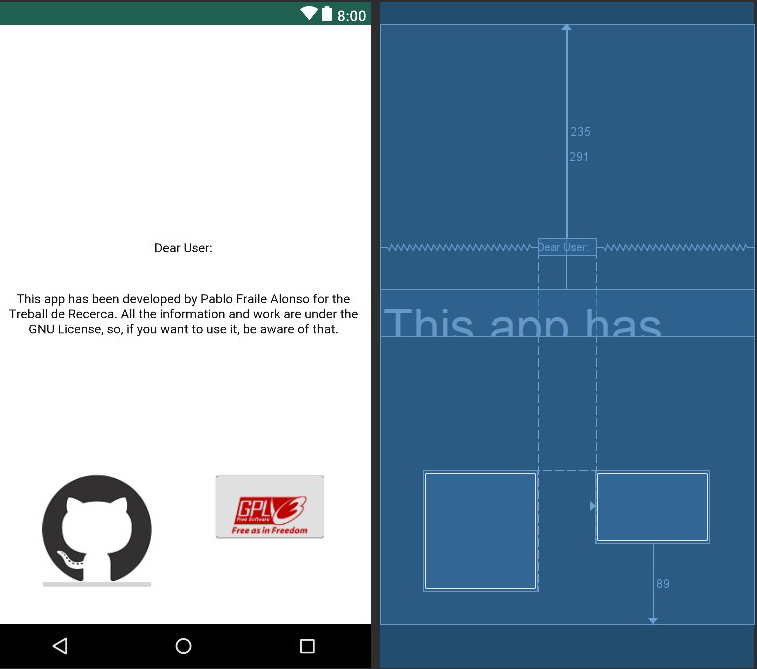 8:00
Dear User:
This app has been developed by Pablo Fraile Alonso for the
Treball de Recerca. All the information and work are under the
GNU License, so, if you want to use it, be aware of that.
GPLv3
Free Software
Free as in Freedom
235
291
Dear User:
This app has
89